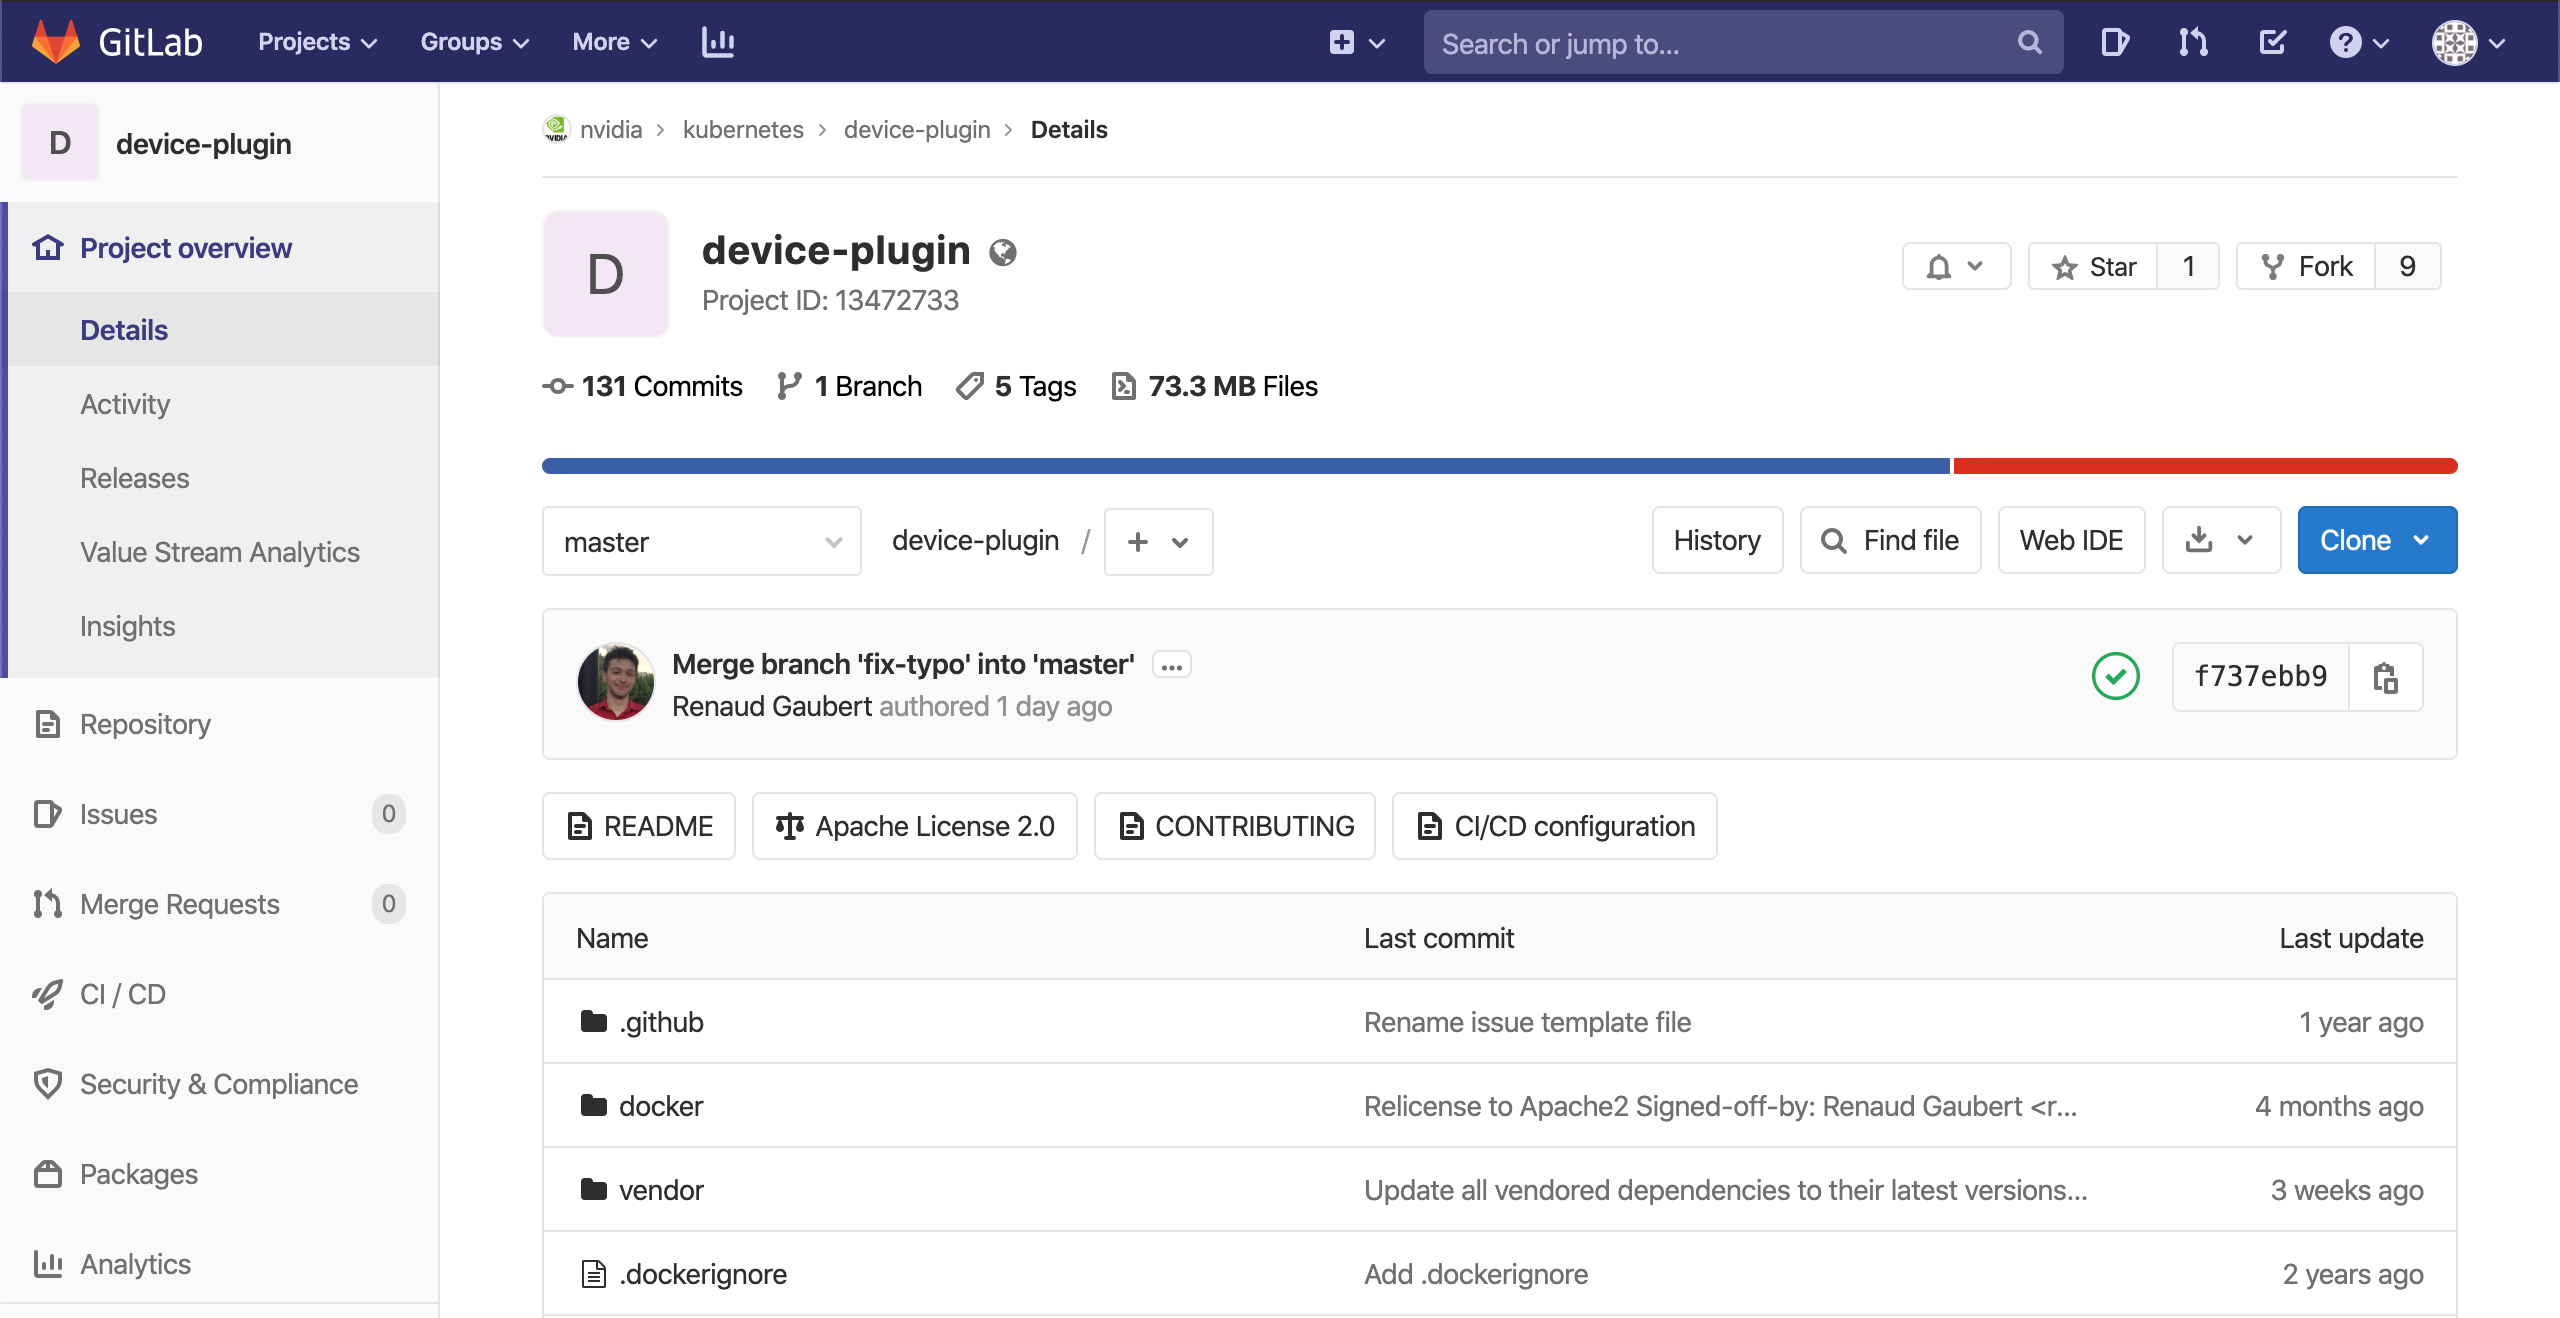 GitLab Projects Groups More Search or jump to...
D device-plugin
Project overview
Details
Activity
Releases
Value Stream Analytics
Insights
Repository
Issues 0
Merge Requests 0
CI / CD
Security & Compliance
Packages
Analytics
nvidia > kubernetes > device-plugin > Details
D
device-plugin
Project ID: 13472733
Star 1 Fork 9
131 Commits 1 Branch 5 Tags 73.3 MB Files
master device-plugin / + History Find file Web IDE Clone
Merge branch 'fix-typo' into 'master' ...
Renaud Gaubert authored 1 day ago
f737ebb9
README Apache License 2.0 CONTRIBUTING CI/CD configuration
Name Last commit Last update
.github Rename issue template file 1 year ago
docker Relicense to Apache2 Signed-off-by: Renaud Gaubert <r... 4 months ago
vendor Update all vendored dependencies to their latest versions... 3 weeks ago
.dockerignore Add .dockerignore 2 years ago